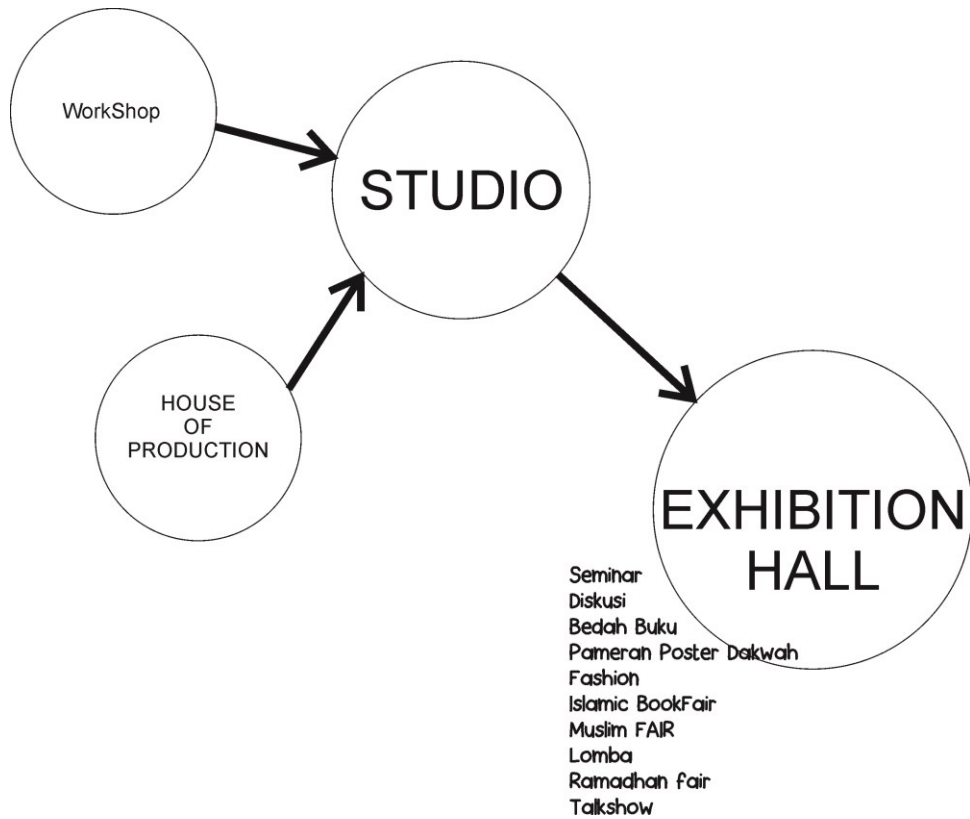 WorkShop
STUDIO
HOUSE
OF
PRODUCTION
EXHIBITION
HALL
Seminar
Diskusi
Bedah Buku
Pameran Poster Dakwah
Fashion
Islamic BookFair
Muslim FAIR
Lomba
Ramadhan fair
Talkshow